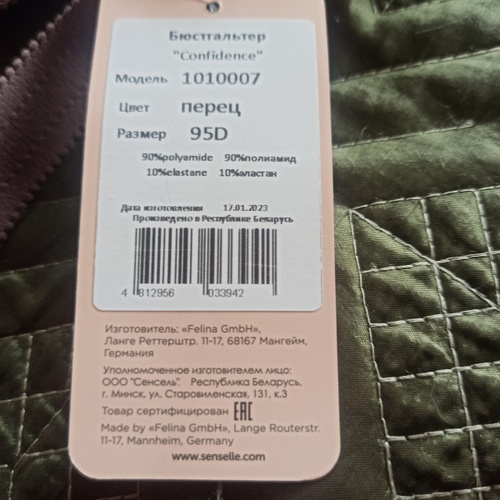 Бюстгальтер
"Confidence"
Модель 1010007
Цвет перец
Размер 95D
90%polyamide 90%полиамид
10%elastane 10%эластан
Дата изготовления 17.01.2023
Произведено в Республике Беларусь
4 812956 033942
Изготовитель: «Felina GmbH»,
Ланге Реттерштр. 11-17, 68167 Мангейм,
Германия
Уполномоченное изготовителем лицо:
ООО "Сенсель" Республика Беларусь,
г. Минск, ул. Старовиленская, 131, к.3
Товар сертифицирован EAC
Made by «Felina GmbH», Lange Routerstr.
11-17, Mannheim, Germany
www.senselle.com